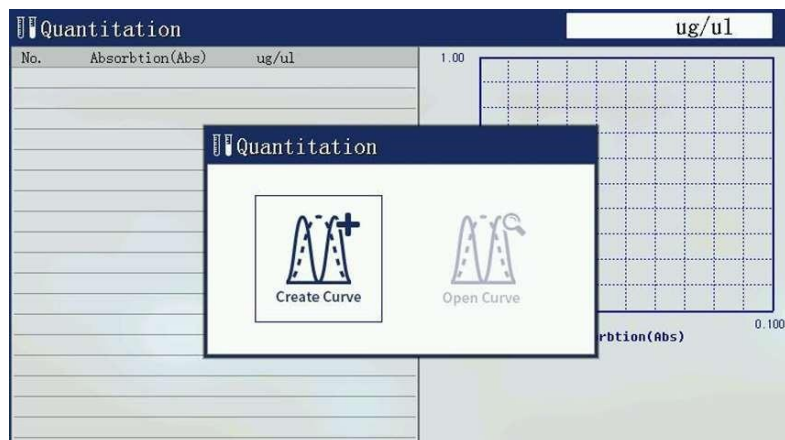 Quantitation
ug/ul
No. Absorbtion(Abs) ug/ul
1.00
Quantitation
Create Curve
Open Curve
0.100
rbtion(Abs)